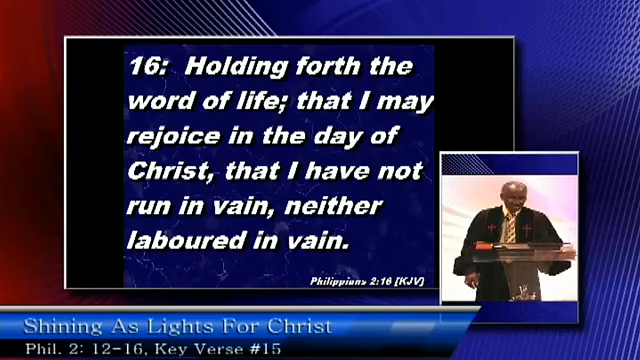 16: Holding forth the
word of life; that I may
rejoice in the day of
Christ, that I have not
run in vain, neither
laboured in vain.
Philippians 2:16 [KJV]
Shining As Lights For Christ
Phil. 2: 12-16, Key Verse #15